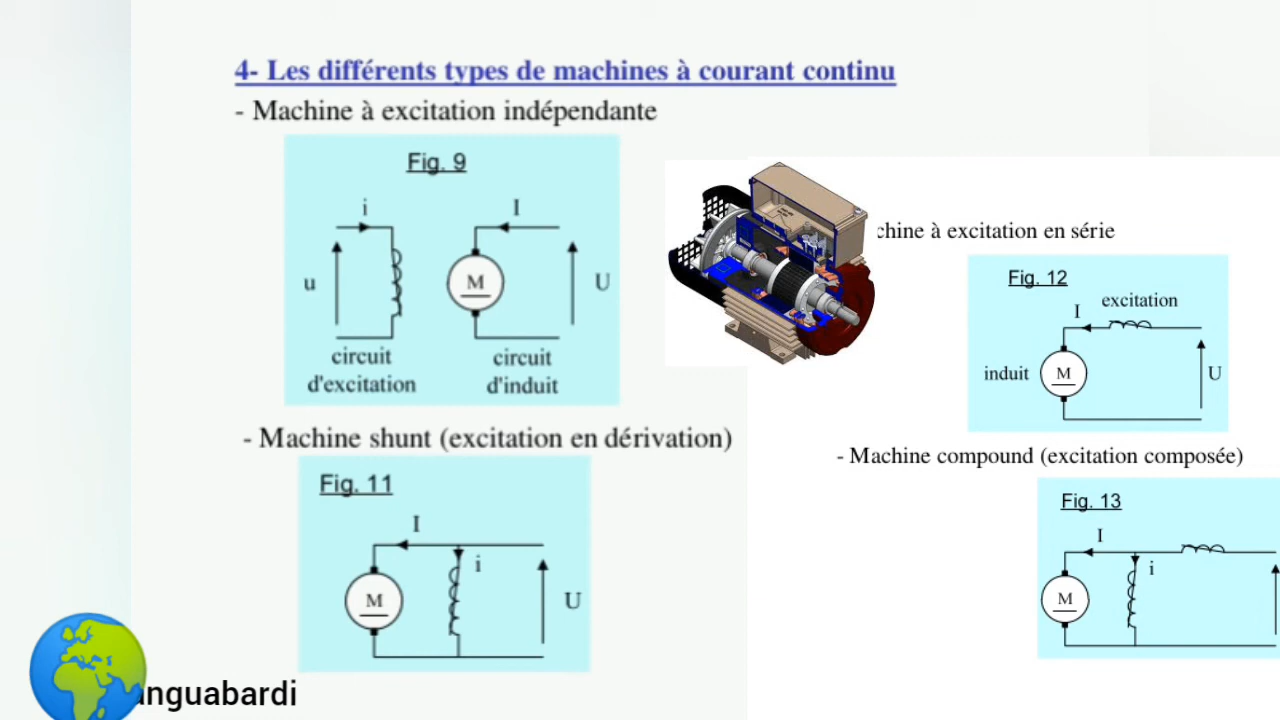 4- Les différents types de machines à courant continu
- Machine à excitation indépendante
Fig. 9
i
I
u
M
U
circuit d'excitation
circuit d'induit
- Machine shunt (excitation en dérivation)
Fig. 11
I
i
M
U
chine à excitation en série
Fig. 12
excitation
I
induit
M
U
- Machine compound (excitation composée)
Fig. 13
I
i
M
anguabardi